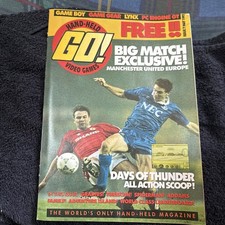 GAME BOY GAME GEAR LYNX PC ENGINE GT
HAND-HELD
GO!
VIDEO GAMES
FREE!!
BIG MATCH
EXCLUSIVE!
MANCHESTER UNITED EUROPE
NEC
DAYS OF THUNDER
ALL ACTION SCOOP!
THE WORLD'S ONLY HAND-HELD MAGAZINE